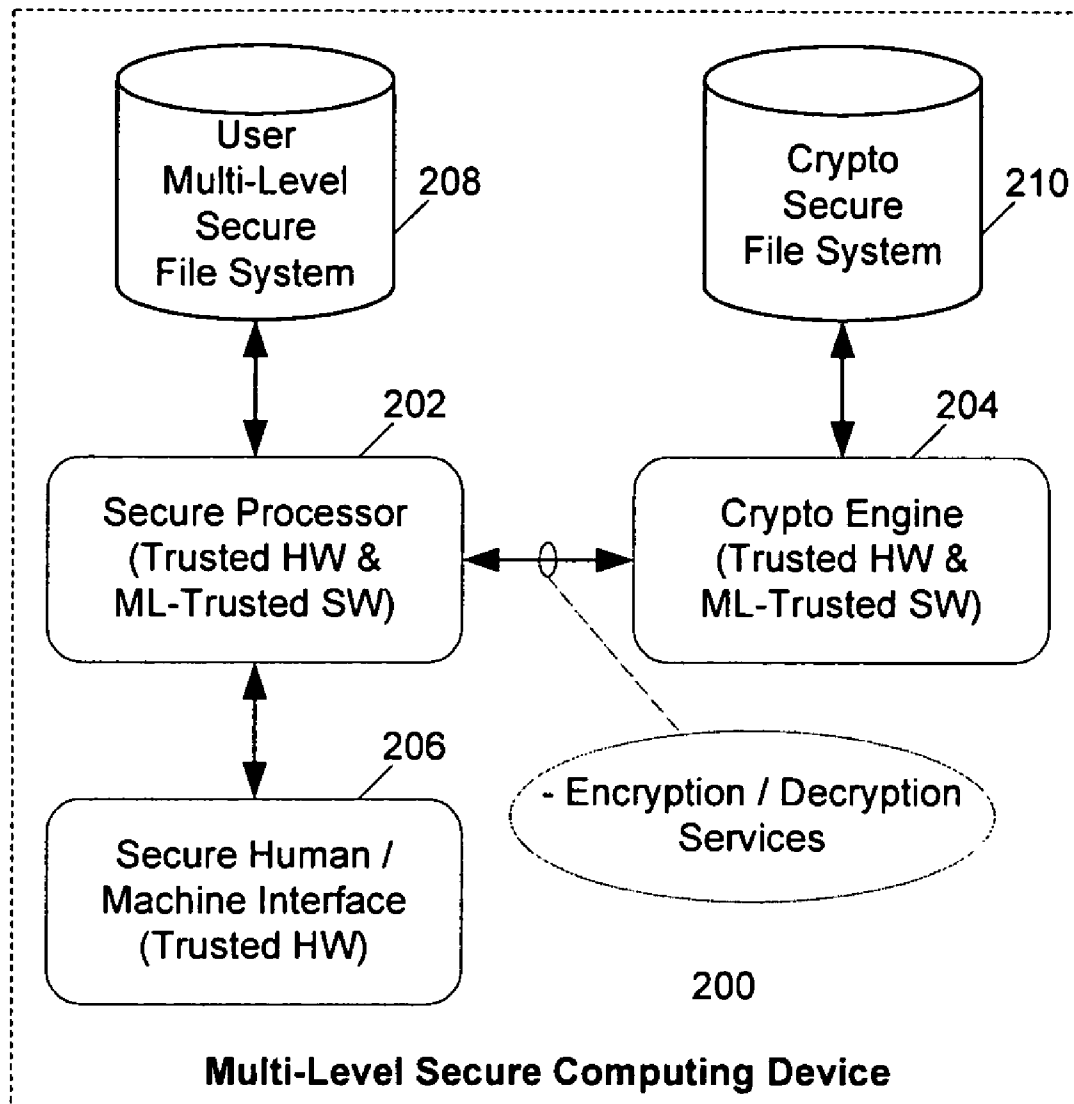 User
Multi-Level
Secure
File System
208
Crypto
Secure
File System
210
202
Secure Processor
(Trusted HW &
ML-Trusted SW)
204
Crypto Engine
(Trusted HW &
ML-Trusted SW)
206
Secure Human /
Machine Interface
(Trusted HW)
- Encryption / Decryption
Services
200
Multi-Level Secure Computing Device